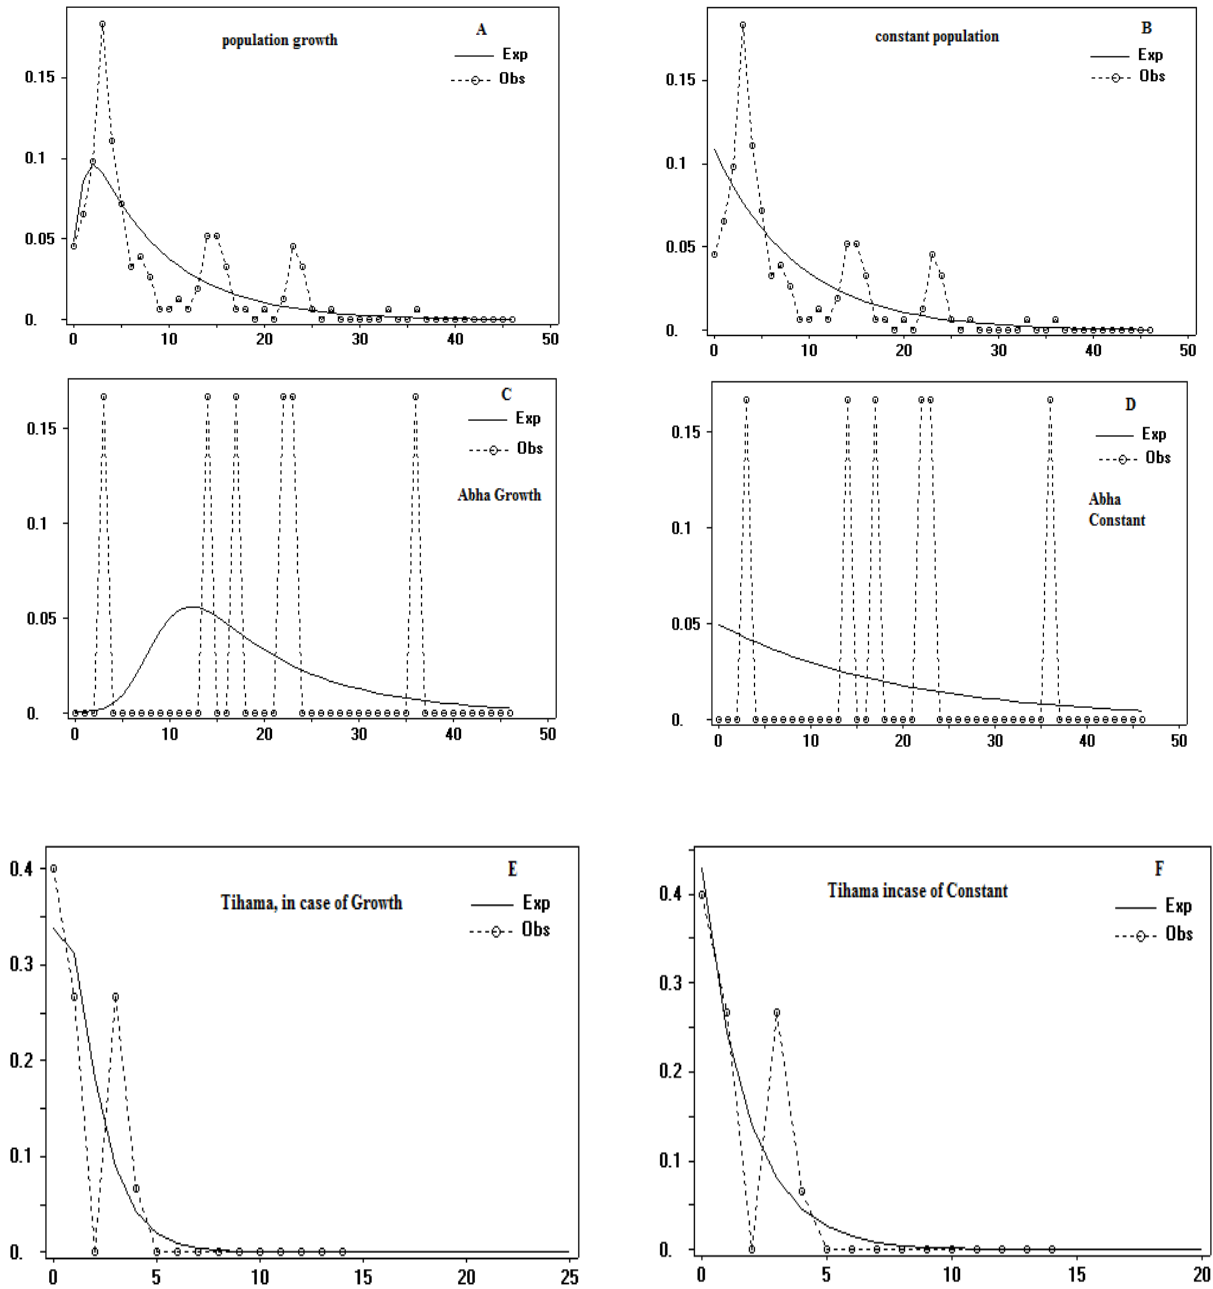 population growth
A
Exp
Obs
0.15
0.1
0.05
0.
0 10 20 30 40 50
constant population
B
Exp
Obs
0.15
0.1
0.05
0.
0 10 20 30 40 50
C
Exp
Obs
Abha Growth
0.15
0.1
0.05
0.
0 10 20 30 40 50
D
Exp
Obs
Abha
Constant
0.15
0.1
0.05
0.
0 10 20 30 40 50
E
Tihama, in case of Growth
Exp
Obs
0.4
0.3
0.2
0.1
0.
0 5 10 15 20 25
F
Tihama incase of Constant
Exp
Obs
0.4
0.3
0.2
0.1
0.
0 5 10 15 20